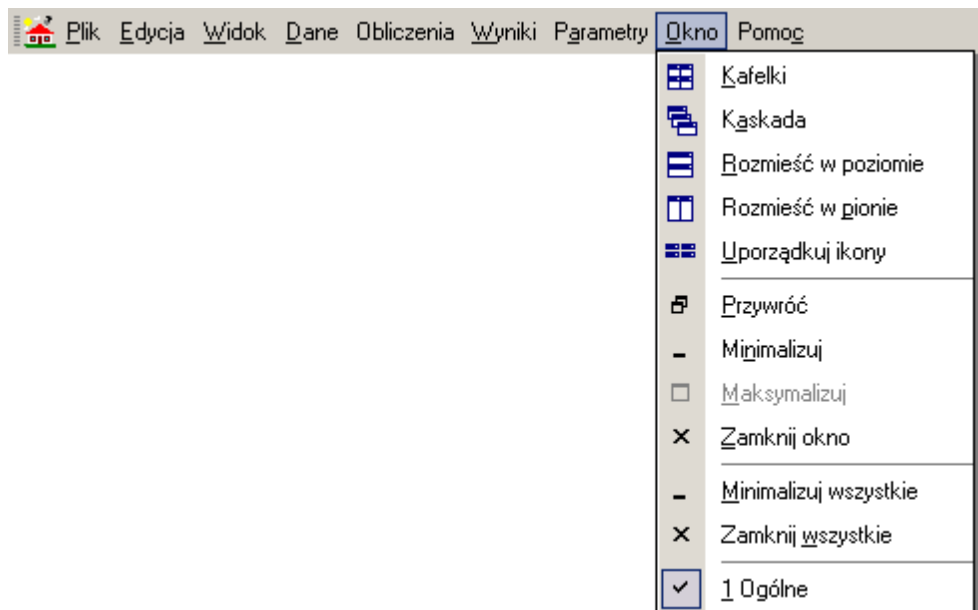 Plik Edycja Widok Dane Obliczenia Wyniki Parametry Okno Pomoc
Kafelki
Kaskada
Rozmieść w poziomie
Rozmieść w pionie
Uporządkuj ikony
Przywróć
Minimalizuj
Maksymalizuj
Zamknij okno
Minimalizuj wszystkie
Zamknij wszystkie
1 Ogólne